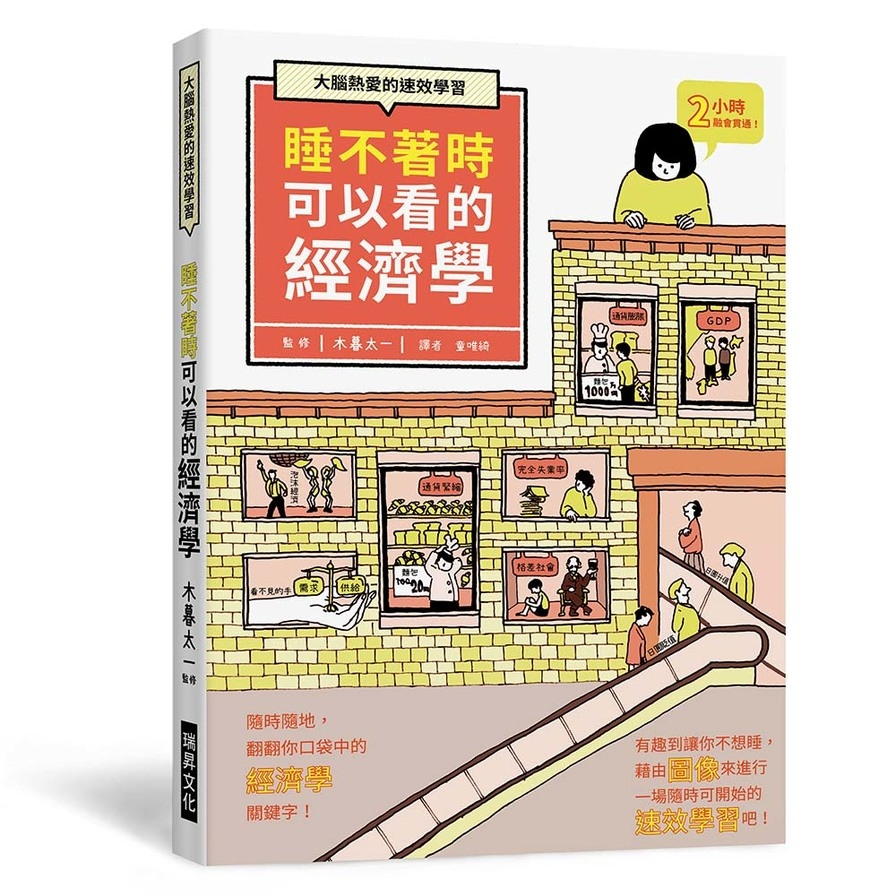 大腦熱愛的速效學習
睡不著時
可以看的
經濟學
監修 | 木暮太一 | 譯者 童唯綺
2小時
融會貫通！
通貨膨脹
GDP
麵包
1000万円
泡沫經濟
通貨緊縮
完全失業率
麵包
100
20
看不見的手
需求
供給
格差社會
日圓升值
日圓貶值
隨時隨地，
翻翻你口袋中的
經濟學
關鍵字！
有趣到讓你不想睡，
藉由圖像來進行
一場隨時可開始的
速效學習吧！
大腦熱愛的速效學習
睡不著時可以看的經濟學
木暮太一 監修
瑞昇文化